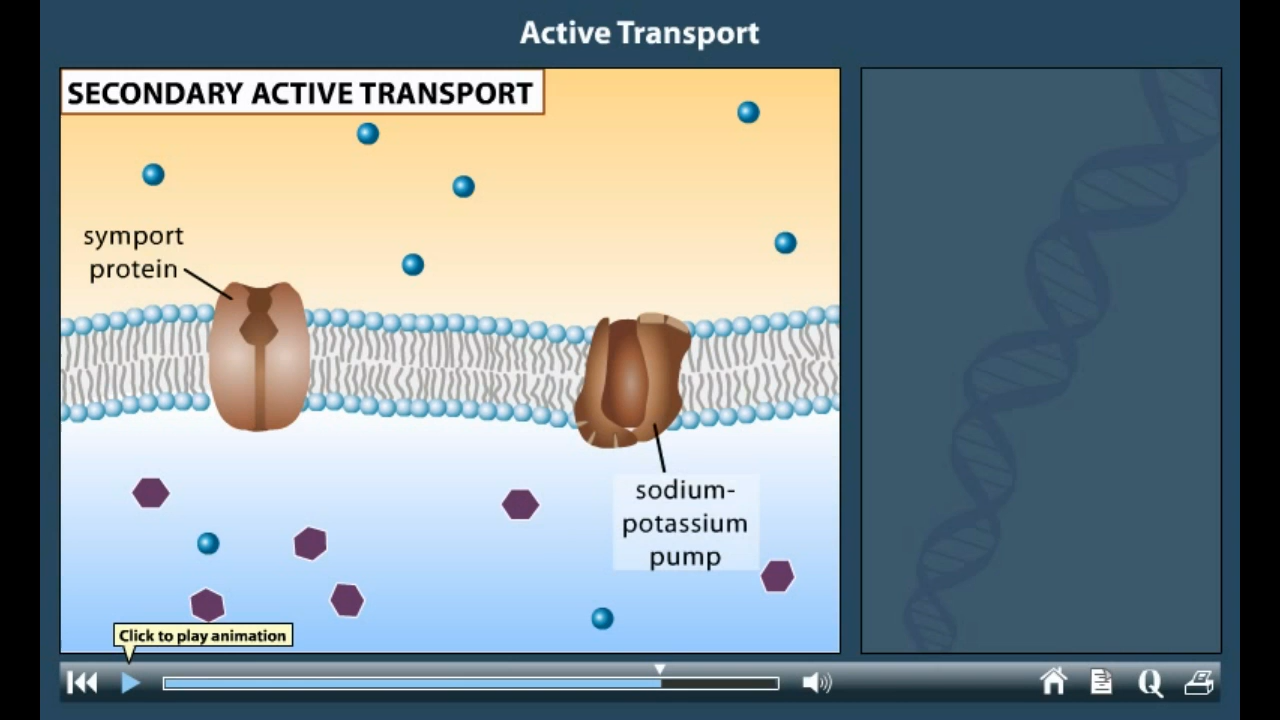 Active Transport
SECONDARY ACTIVE TRANSPORT
symport
protein
sodium-
potassium
pump
Click to play animation
Q